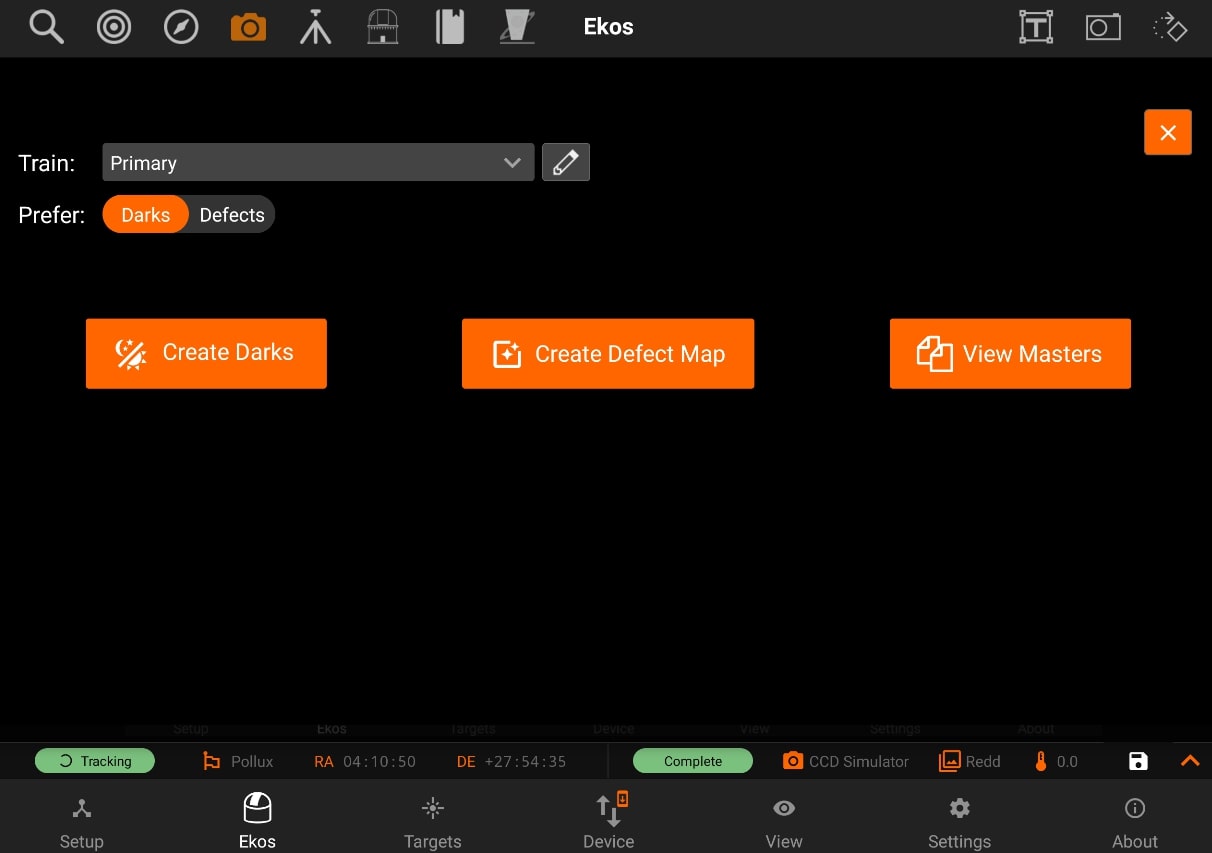 Ekos
Train: Primary
Prefer: Darks Defects
Create Darks Create Defect Map View Masters
Setup Ekos Targets Device View Settings About
Tracking Pollux RA 04:10:50 DE +27:54:35 Complete CCD Simulator Redd 0.0
Setup Ekos Targets Device View Settings About